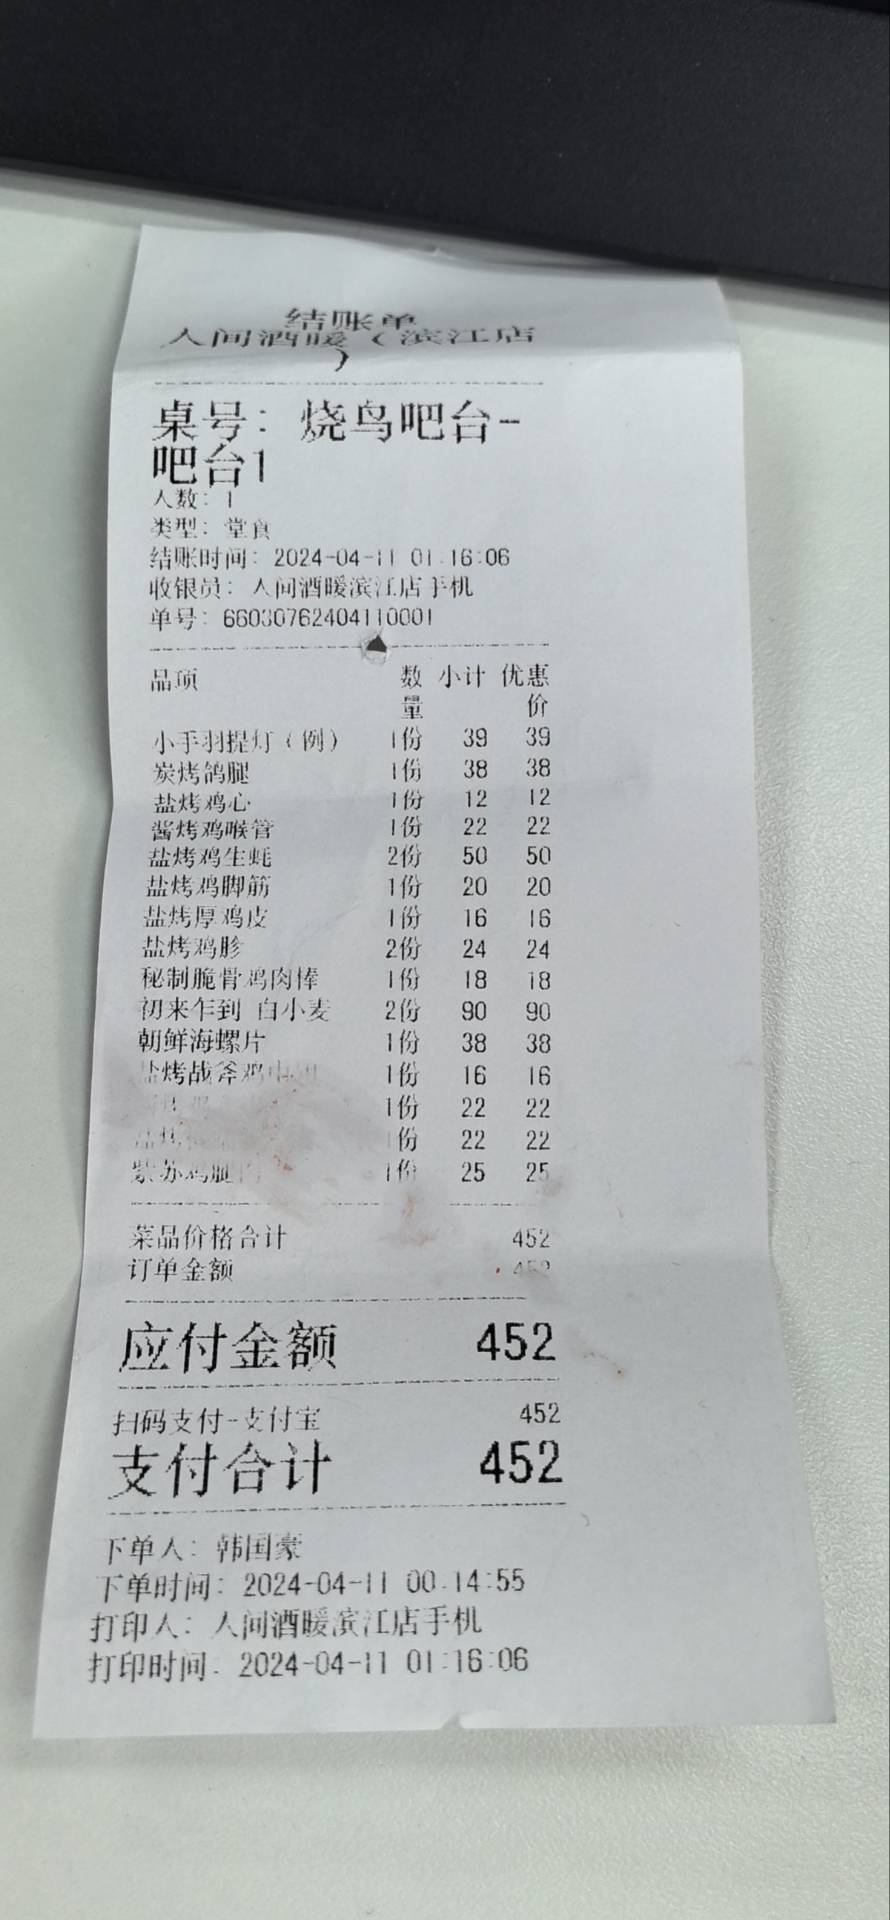 结账单
人间酒暖（滨江店
）
桌号：烧鸟吧台-
吧台1
人数：1
类型：堂食
结账时间：2024-04-11 01:16:06
收银员：人间酒暖滨江店手机
单号：66030762404110001
品项 数量 小计 优惠价
小手羽提灯（例） 1份 39 39
炭烤鸽腿 1份 38 38
盐烤鸡心 1份 12 12
酱烤鸡喉管 1份 22 22
盐烤鸡生蚝 2份 50 50
盐烤鸡脚筋 1份 20 20
盐烤厚鸡皮 1份 16 16
盐烤鸡胗 2份 24 24
秘制脆骨鸡肉棒 1份 18 18
初来乍到 白小麦 2份 90 90
朝鲜海螺片 1份 38 38
盐烤战斧鸡中 1份 16 16
1份 22 22
盐烤 1份 22 22
紫苏鸡腿肉 1份 25 25
菜品价格合计 452
订单金额 452
应付金额 452
扫码支付-支付宝 452
支付合计 452
下单人：韩国豪
下单时间：2024-04-11 00:14:55
打印人：人间酒暖滨江店手机
打印时间：2024-04-11 01:16:06